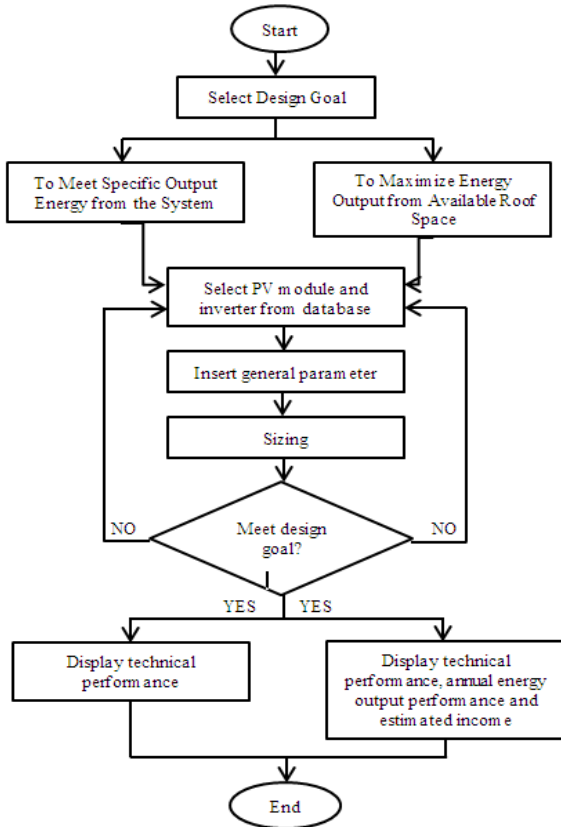 Start
Select Design Goal
To Meet Specific Output
Energy from the System
To Maximize Energy
Output from Available Roof
Space
Select PV module and
inverter from database
Insert general parameter
Sizing
Meet design
goal?
NO
NO
YES
YES
Display technical
performance
Display technical
performance, annual energy
output performance and
estimated income
End